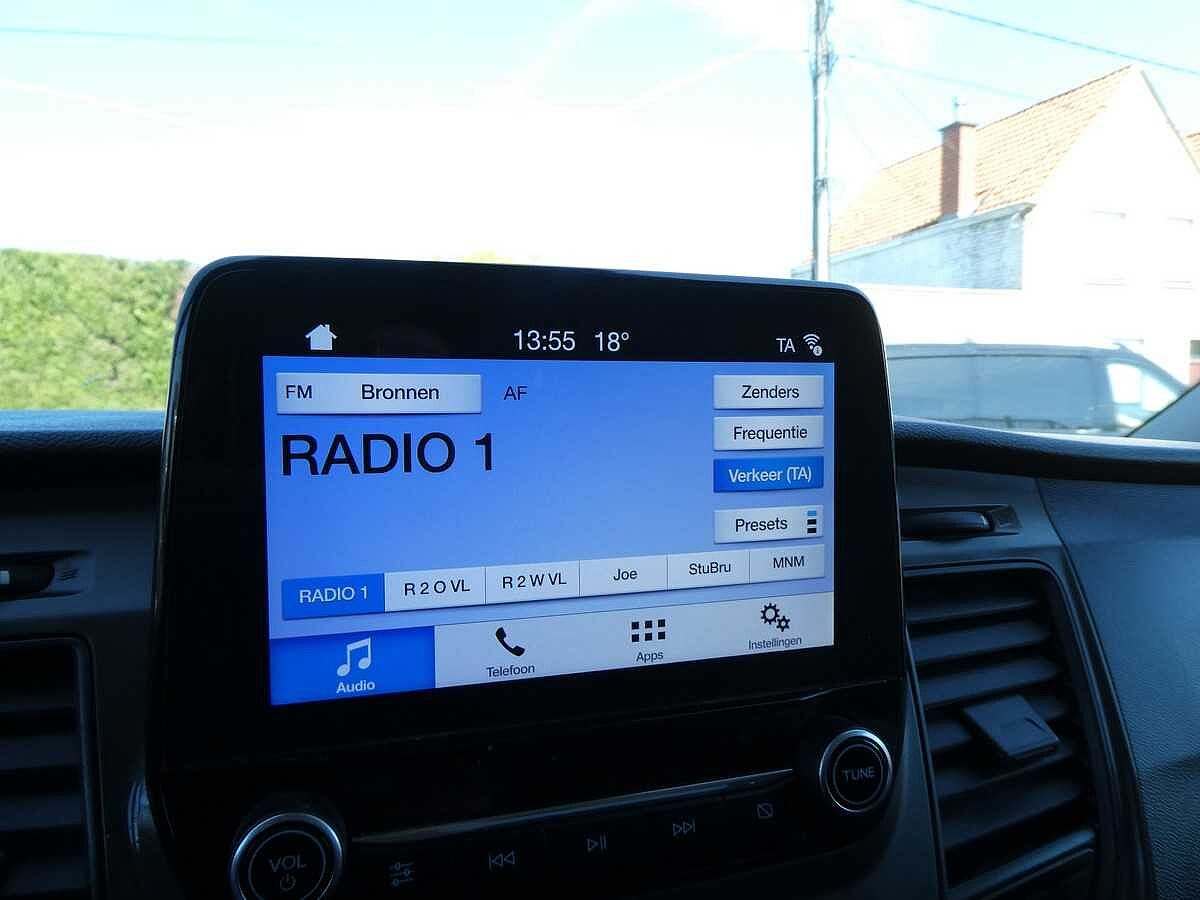 13:55 18° TA
FM Bronnen AF
Zenders
RADIO 1
Frequentie
Verkeer (TA)
Presets
RADIO 1 R 2 O VL R 2 W VL Joe StuBru MNM
Audio Telefoon Apps Instellingen
TUNE
VOL